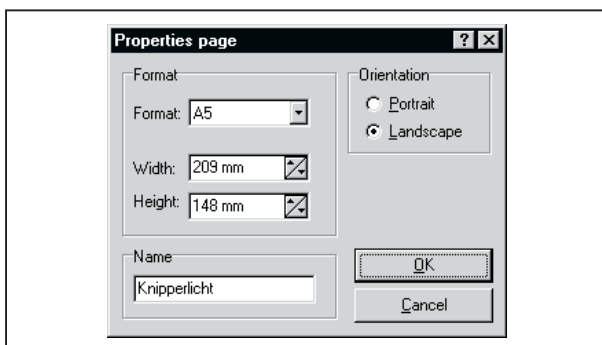 Properties page
Format
Format: A5
Width: 209 mm
Height: 148 mm
Orientation
Portrait
Landscape
Name
Knipperlicht
OK
Cancel